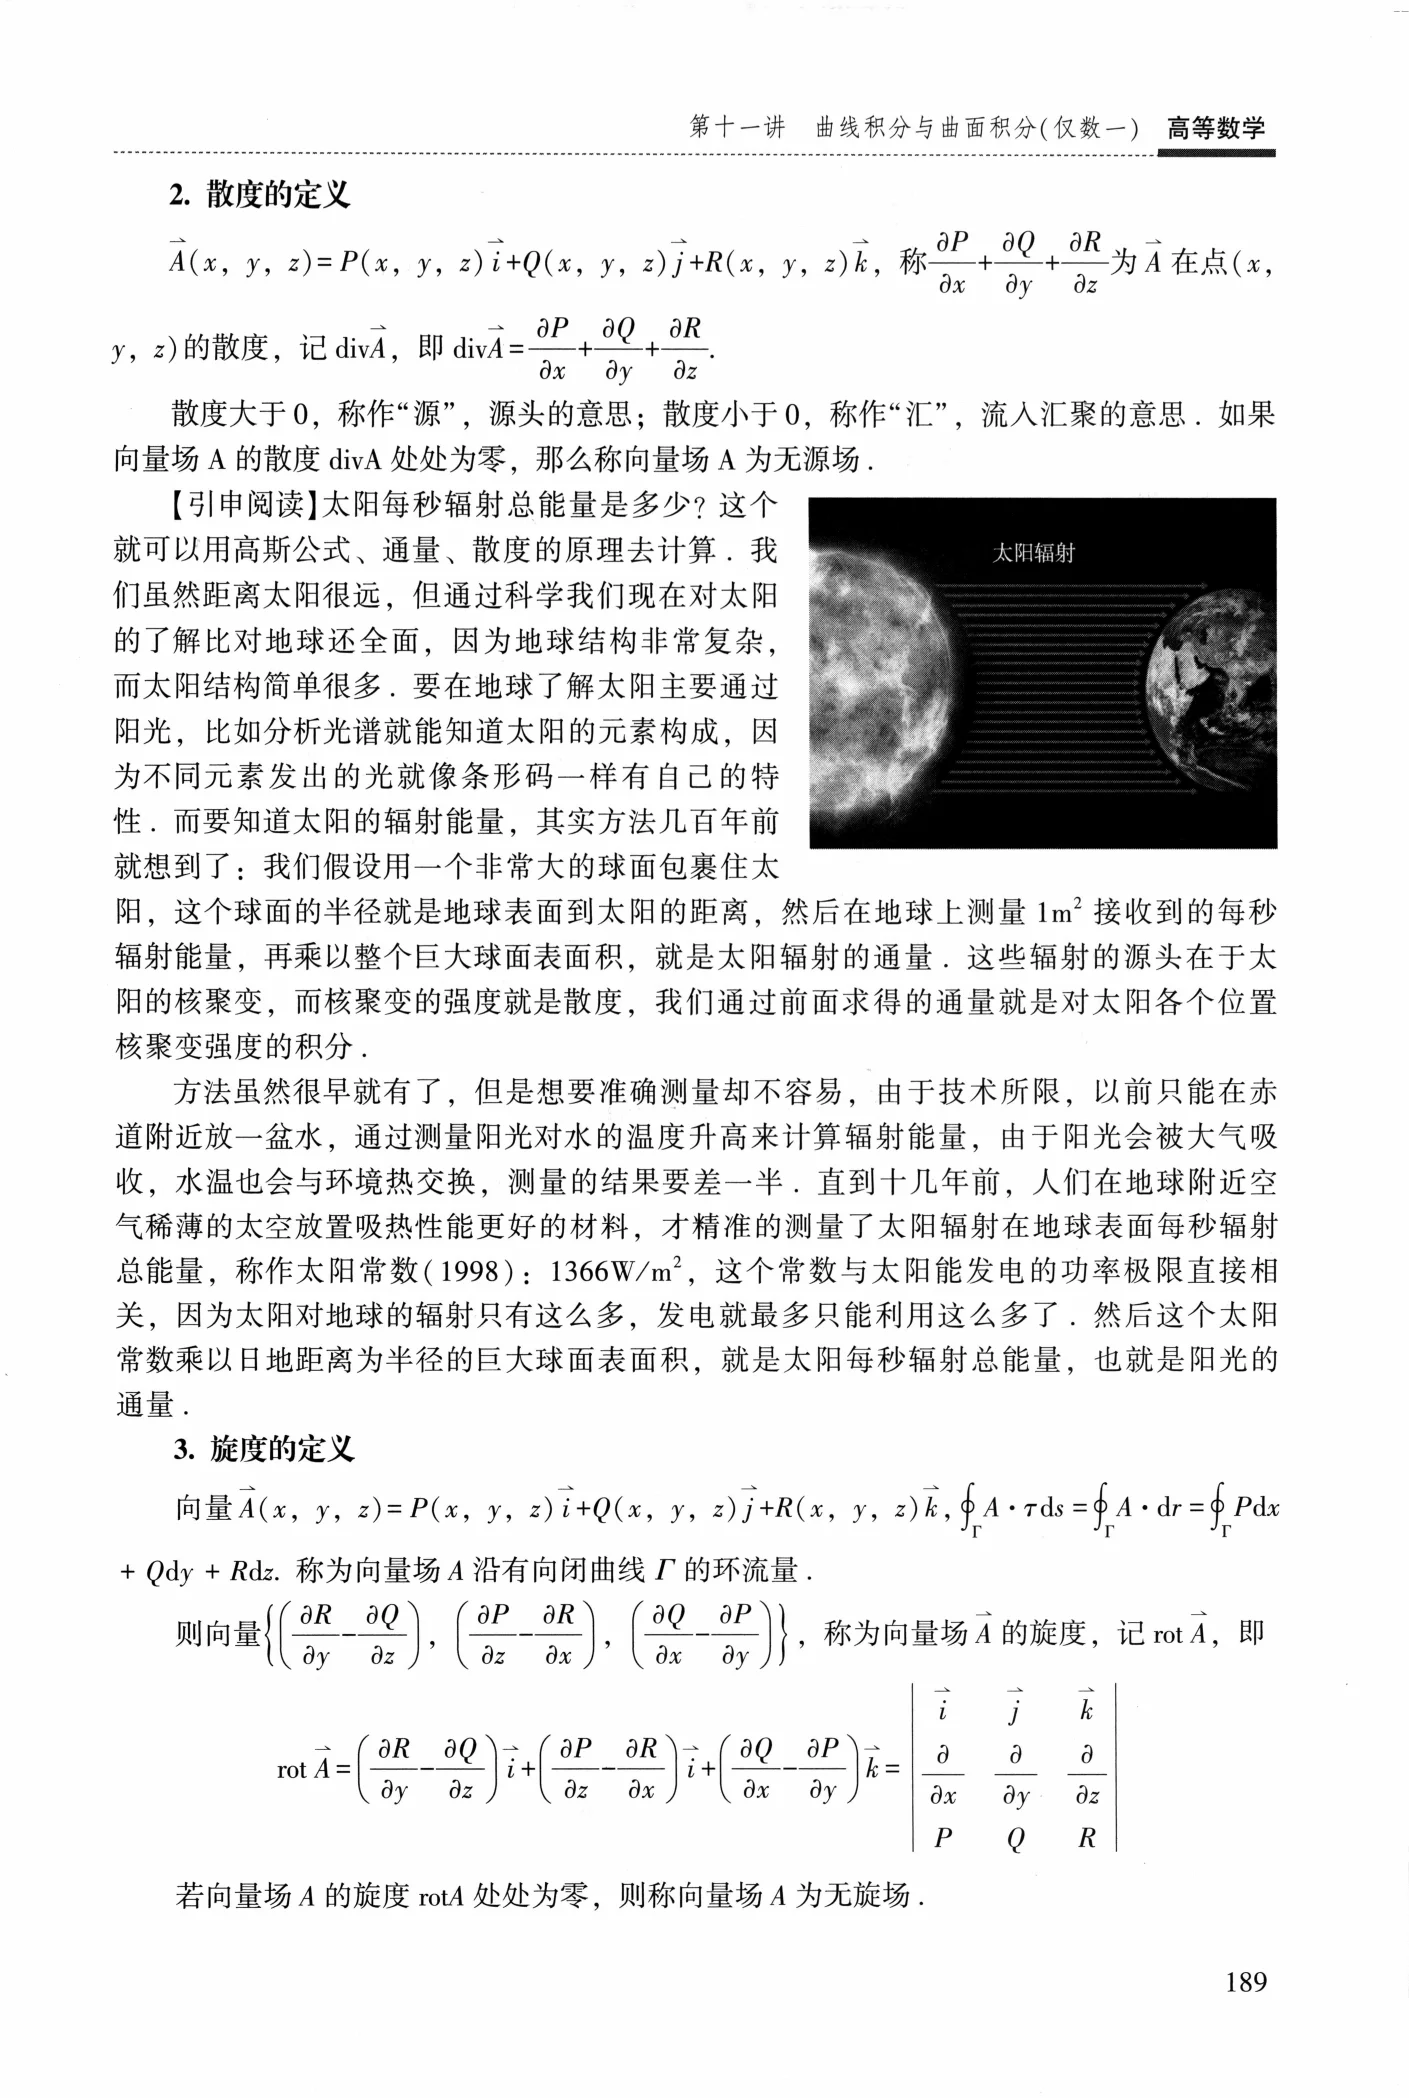 第十一讲 曲线积分与曲面积分(仅数一) 高等数学
2. 散度的定义
$\vec{A}(x, y, z)=P(x, y, z)\vec{i}+Q(x, y, z)\vec{j}+R(x, y, z)\vec{k}$, 称$\frac{\partial P}{\partial x}+\frac{\partial Q}{\partial y}+\frac{\partial R}{\partial z}$为$\vec{A}$在点(x,
y, z)的散度, 记 div$\vec{A}$, 即 div$\vec{A}=\frac{\partial P}{\partial x}+\frac{\partial Q}{\partial y}+\frac{\partial R}{\partial z}$.
散度大于0, 称作“源”, 源头的意思; 散度小于0, 称作“汇”, 流入汇聚的意思. 如果
向量场 A 的散度 divA 处处为零, 那么称向量场 A 为无源场.
【引申阅读】太阳每秒辐射总能量是多少? 这个
就可以用高斯公式、通量、散度的原理去计算. 我
们虽然距离太阳很远, 但通过科学我们现在对太阳
的了解比对地球还全面, 因为地球结构非常复杂,
而太阳结构简单很多. 要在地球了解太阳主要通过
阳光, 比如分析光谱就能知道太阳的元素构成, 因
为不同元素发出的光就像条形码一样有自己的特
性. 而要知道太阳的辐射能量, 其实方法几百年前
就想到了: 我们假设用一个非常大的球面包裹住太
太阳辐射
阳, 这个球面的半径就是地球表面到太阳的距离, 然后在地球上测量 1m² 接收到的每秒
辐射能量, 再乘以整个巨大球面表面积, 就是太阳辐射的通量. 这些辐射的源头在于太
阳的核聚变, 而核聚变的强度就是散度, 我们通过前面求得的通量就是对太阳各个位置
核聚变强度的积分.
方法虽然很早就有了, 但是想要准确测量却不容易, 由于技术所限, 以前只能在赤
道附近放一盆水, 通过测量阳光对水的温度升高来计算辐射能量, 由于阳光会被大气吸
收, 水温也会与环境热交换, 测量的结果要差一半. 直到十几年前, 人们在地球附近空
气稀薄的太空放置吸热性能更好的材料, 才精准的测量了太阳辐射在地球表面每秒辐射
总能量, 称作太阳常数(1998): 1366W/m², 这个常数与太阳能发电的功率极限直接相
关, 因为太阳对地球的辐射只有这么多, 发电就最多只能利用这么多了. 然后这个太阳
常数乘以日地距离为半径的巨大球面表面积, 就是太阳每秒辐射总能量, 也就是阳光的
通量.
3. 旋度的定义
向量$\vec{A}(x, y, z)=P(x, y, z)\vec{i}+Q(x, y, z)\vec{j}+R(x, y, z)\vec{k}$, $\oint_{\Gamma} A\cdot\tau ds=\oint_{\Gamma} A\cdot dr=\oint_{\Gamma} Pdx$
+ Qdy + Rdz. 称为向量场 A 沿有向闭曲线 Γ 的环流量.
则向量$\left\{\left(\frac{\partial R}{\partial y}-\frac{\partial Q}{\partial z}\right), \left(\frac{\partial P}{\partial z}-\frac{\partial R}{\partial x}\right), \left(\frac{\partial Q}{\partial x}-\frac{\partial P}{\partial y}\right)\right\}$, 称为向量场$\vec{A}$的旋度, 记 rot $\vec{A}$, 即
rot $\vec{A}=\left(\frac{\partial R}{\partial y}-\frac{\partial Q}{\partial z}\right)\vec{i}+\left(\frac{\partial P}{\partial z}-\frac{\partial R}{\partial x}\right)\vec{i}+\left(\frac{\partial Q}{\partial x}-\frac{\partial P}{\partial y}\right)\vec{k}=\begin{vmatrix}\vec{i} & \vec{j} & \vec{k} \\ \frac{\partial}{\partial x} & \frac{\partial}{\partial y} & \frac{\partial}{\partial z} \\ P & Q & R\end{vmatrix}$
若向量场 A 的旋度 rotA 处处为零, 则称向量场 A 为无旋场.
189